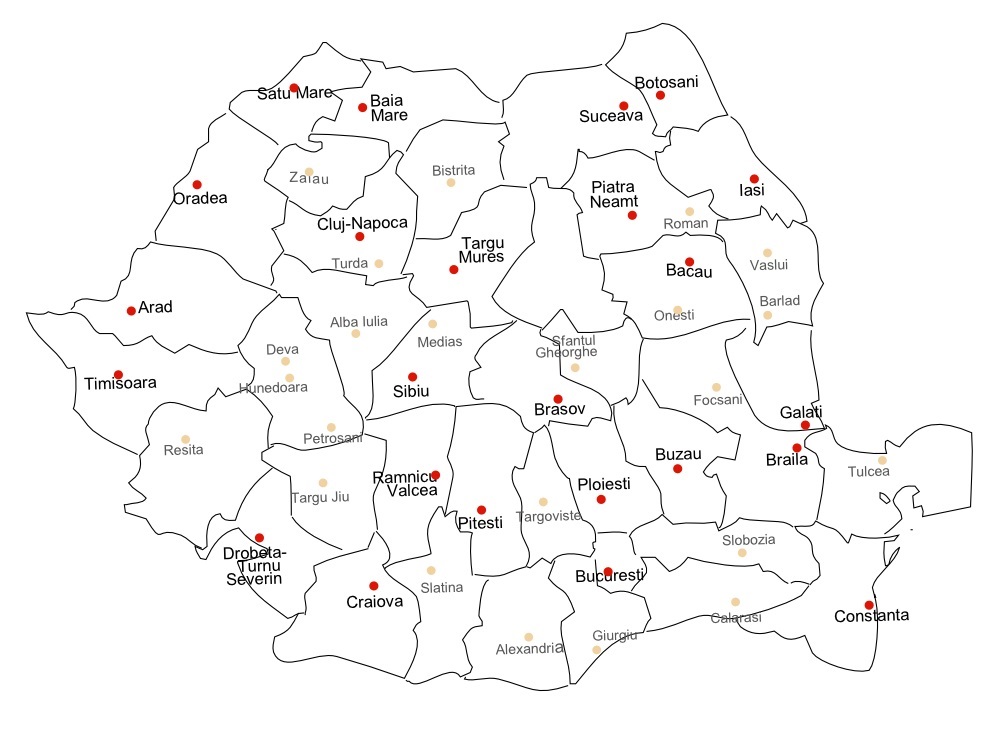 Botosani
Satu Mare
Baia
Mare
Suceava
Zalau
Bistrita
Iasi
Oradea
Piatra
Neamt
Roman
Cluj-Napoca
Turda
Targu
Mures
Bacau
Vaslui
Arad
Alba Iulia
Medias
Onesti
Barlad
Deva
Hunedoara
Sfantul
Gheorghe
Timisoara
Sibiu
Brasov
Focsani
Galati
Resita
Petrosani
Buzau
Braila
Tulcea
Targu Jiu
Ramnicu
Valcea
Ploiesti
Pitesti
Targoviste
Slobozia
Drobeta-
Turnu
Severin
Craiova
Slatina
Bucuresti
Calarasi
Constanta
Alexandria
Giurgiu